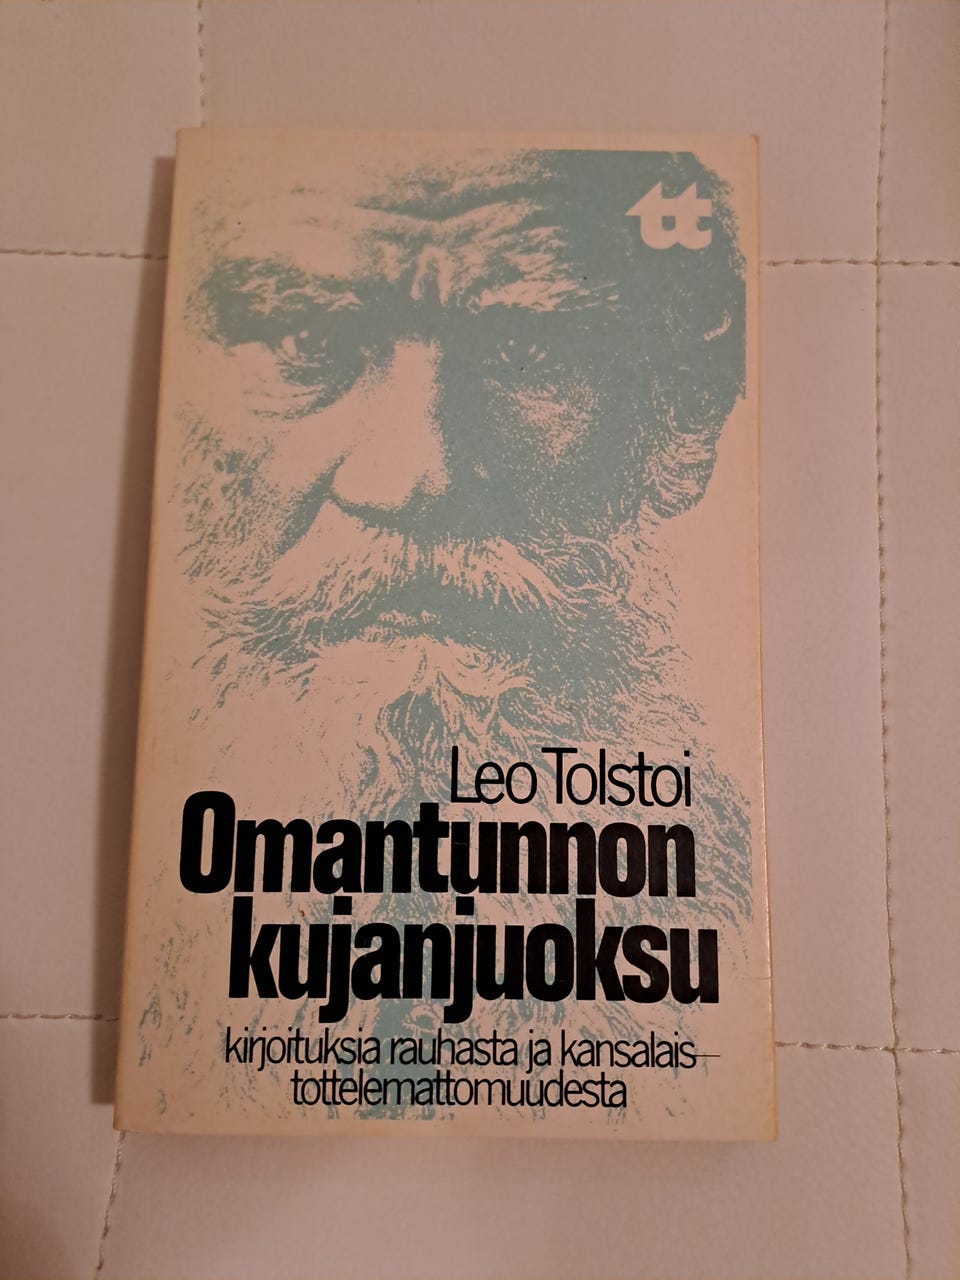 tt
Leo Tolstoi
Omantunnon
kujanjuoksu
kirjoituksia rauhasta ja kansalais-
tottelemattomuudesta